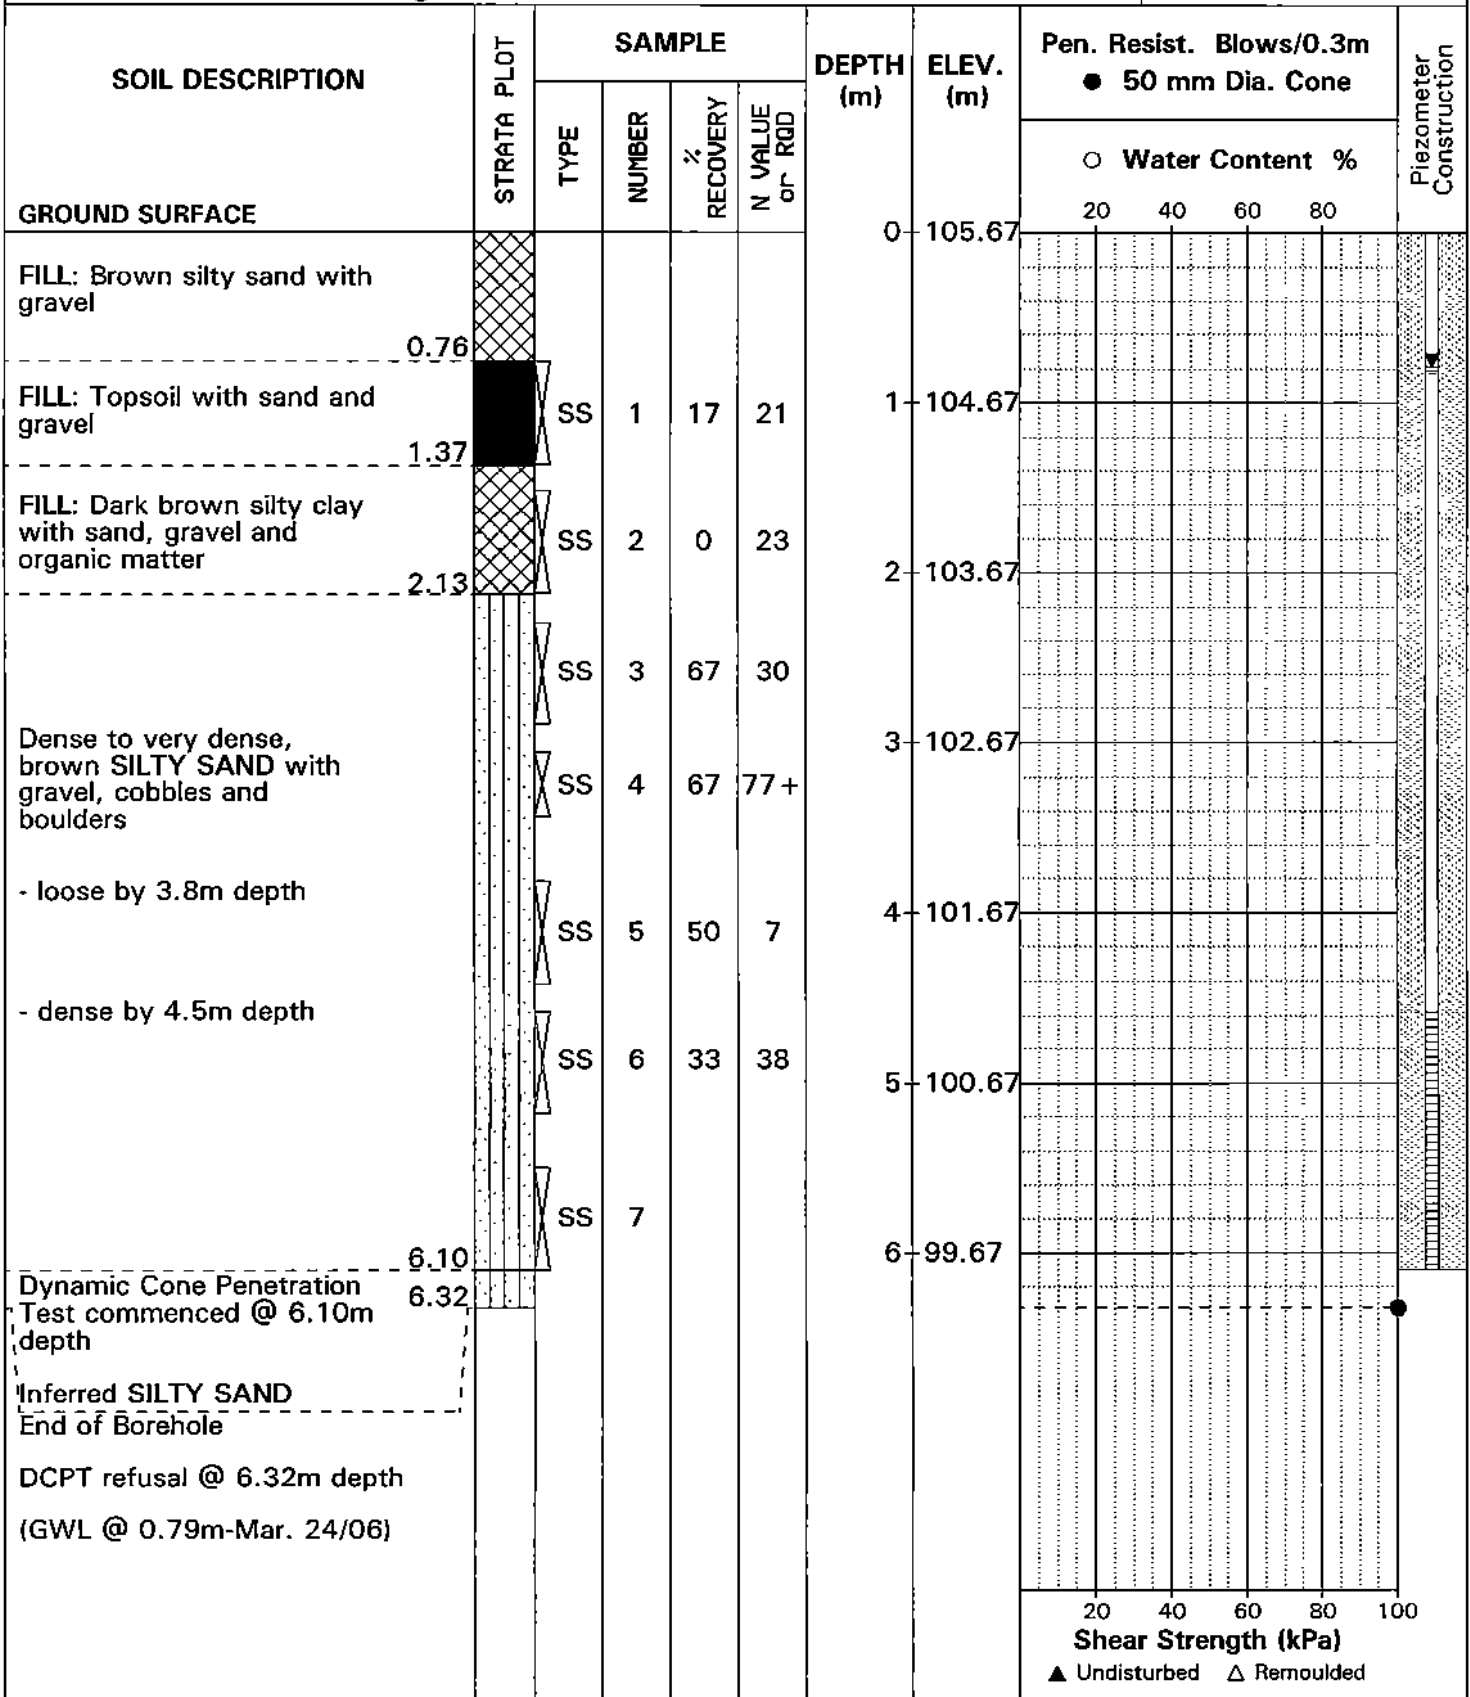 SOIL DESCRIPTION
GROUND SURFACE
STRATA PLOT
SAMPLE
TYPE
NUMBER
%
RECOVERY
N VALUE
or RQD
DEPTH
(m)
ELEV.
(m)
Pen. Resist. Blows/0.3m
● 50 mm Dia. Cone
○ Water Content %
20 40 60 80
Piezometer
Construction
0 105.67
FILL: Brown silty sand with
gravel
0.76
FILL: Topsoil with sand and
gravel
1.37
SS 1 17 21
1 104.67
FILL: Dark brown silty clay
with sand, gravel and
organic matter
2.13
SS 2 0 23
2 103.67
SS 3 67 30
Dense to very dense,
brown SILTY SAND with
gravel, cobbles and
boulders
3 102.67
SS 4 67 77+
- loose by 3.8m depth
4 101.67
SS 5 50 7
- dense by 4.5m depth
SS 6 33 38
5 100.67
SS 7
6.10
6 99.67
Dynamic Cone Penetration
6.32
Test commenced @ 6.10m
depth
Inferred SILTY SAND
End of Borehole
DCPT refusal @ 6.32m depth
(GWL @ 0.79m-Mar. 24/06)
20 40 60 80 100
Shear Strength (kPa)
▲ Undisturbed △ Remoulded